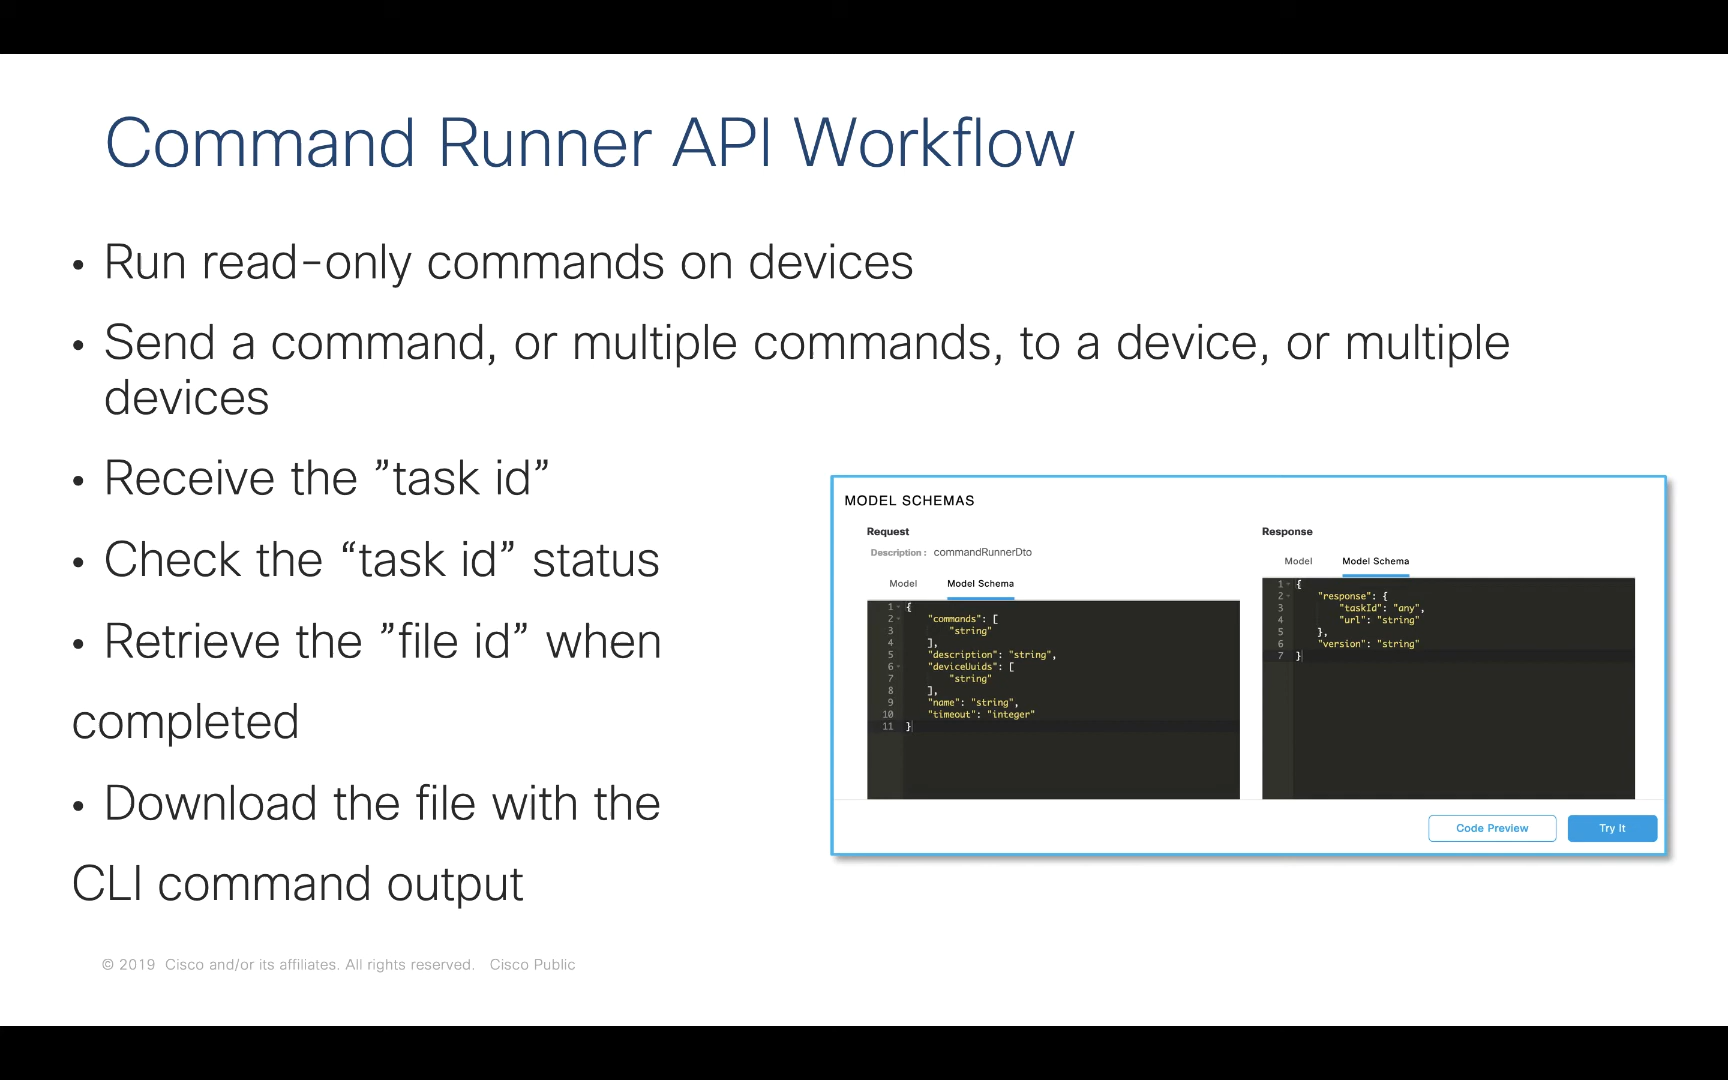 Command Runner API Workflow
• Run read-only commands on devices
• Send a command, or multiple commands, to a device, or multiple
devices
• Receive the ”task id”
• Check the “task id” status
• Retrieve the ”file id” when
completed
• Download the file with the
CLI command output
MODEL SCHEMAS
Request
Description : commandRunnerDto
Model Model Schema
1 {
2 "commands": [
3 "string"
4 ],
5 "description": "string",
6 "deviceUuids": [
7 "string"
8 ],
9 "name": "string",
10 "timeout": "integer"
11 }
Response
Model Model Schema
1 {
2 "response": {
3 "taskId": "any",
4 "url": "string"
5 },
6 "version": "string"
7 }
Code Preview Try It
© 2019 Cisco and/or its affiliates. All rights reserved. Cisco Public